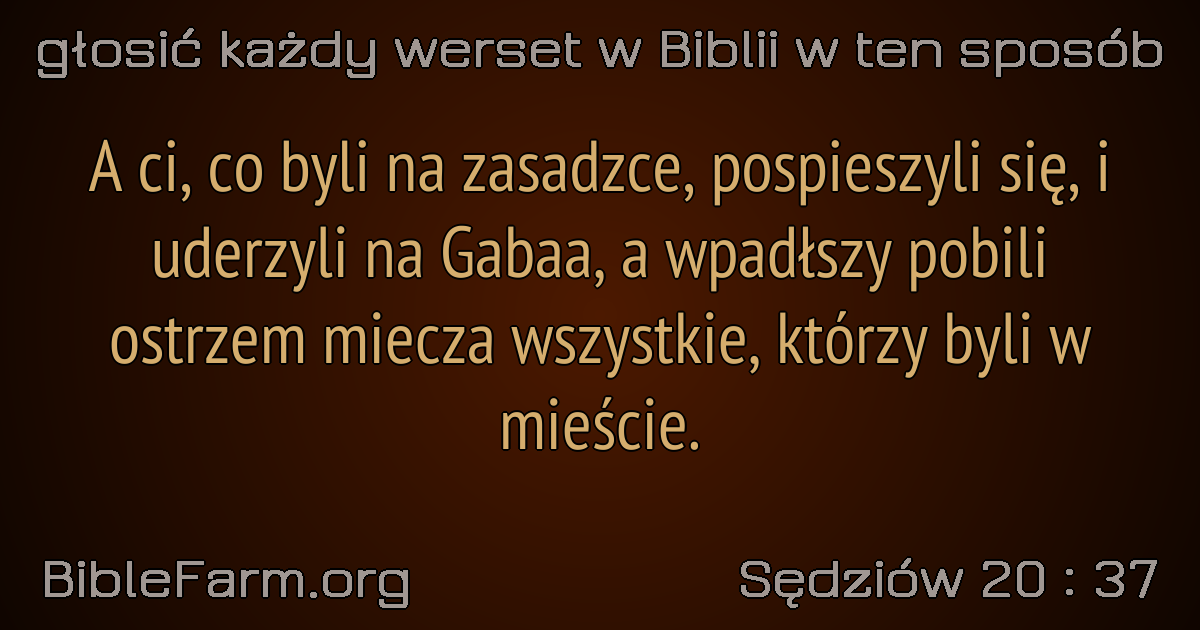 głosić każdy werset w Biblii w ten sposób
A ci, co byli na zasadzce, pospieszyli się, i
uderzyli na Gabaa, a wpadłszy pobili
ostrzem miecza wszystkie, którzy byli w
mieście.
BibleFarm.org
Sędziów 20 : 37